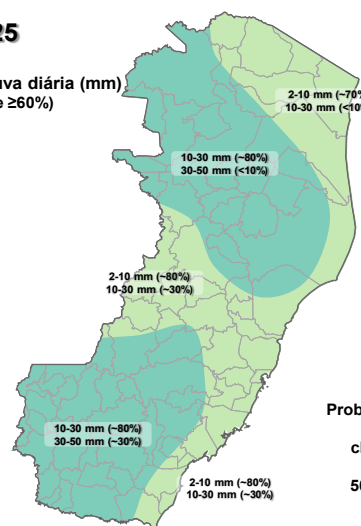 25
uva diária (mm)
e ≥60%)
2-10 mm (~70%
10-30 mm (<10%
10-30 mm (~80%)
30-50 mm (<10%)
2-10 mm (~80%)
10-30 mm (~30%)
10-30 mm (~80%)
30-50 mm (~30%)
Prob
cl
50
2-10 mm (~80%)
10-30 mm (~30%)